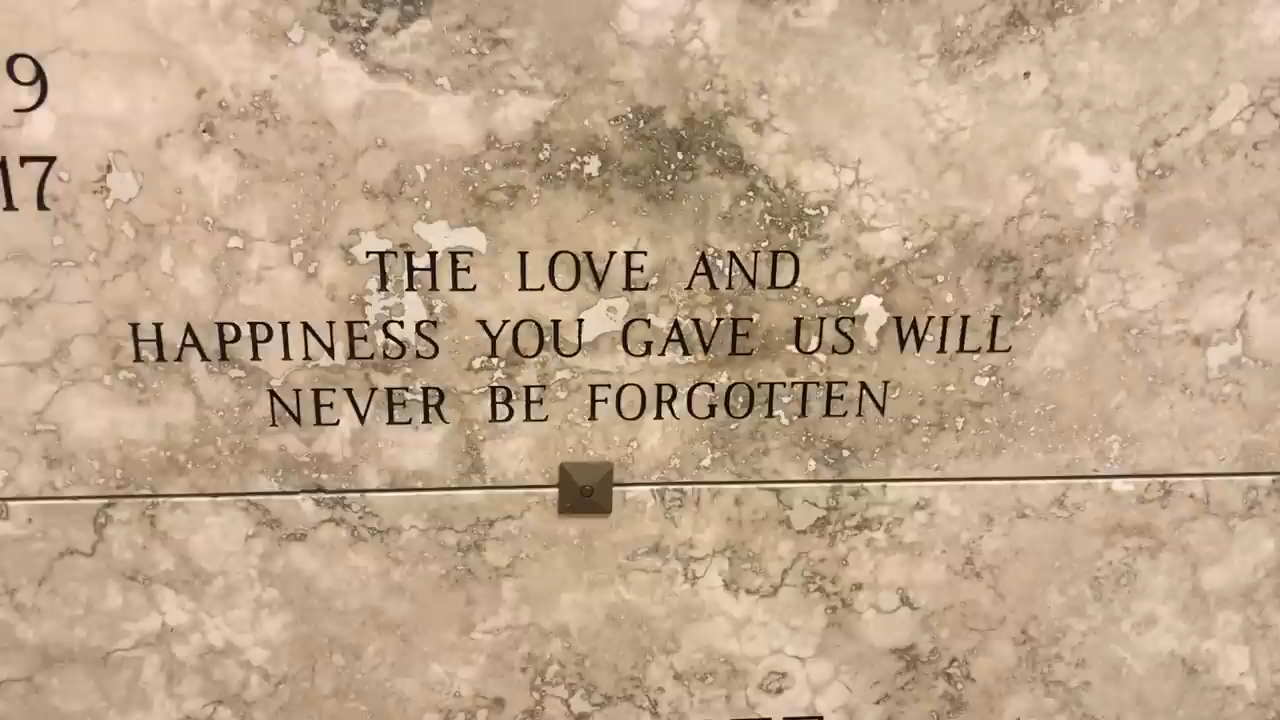 9
17
THE LOVE AND
HAPPINESS YOU GAVE US WILL
NEVER BE FORGOTTEN